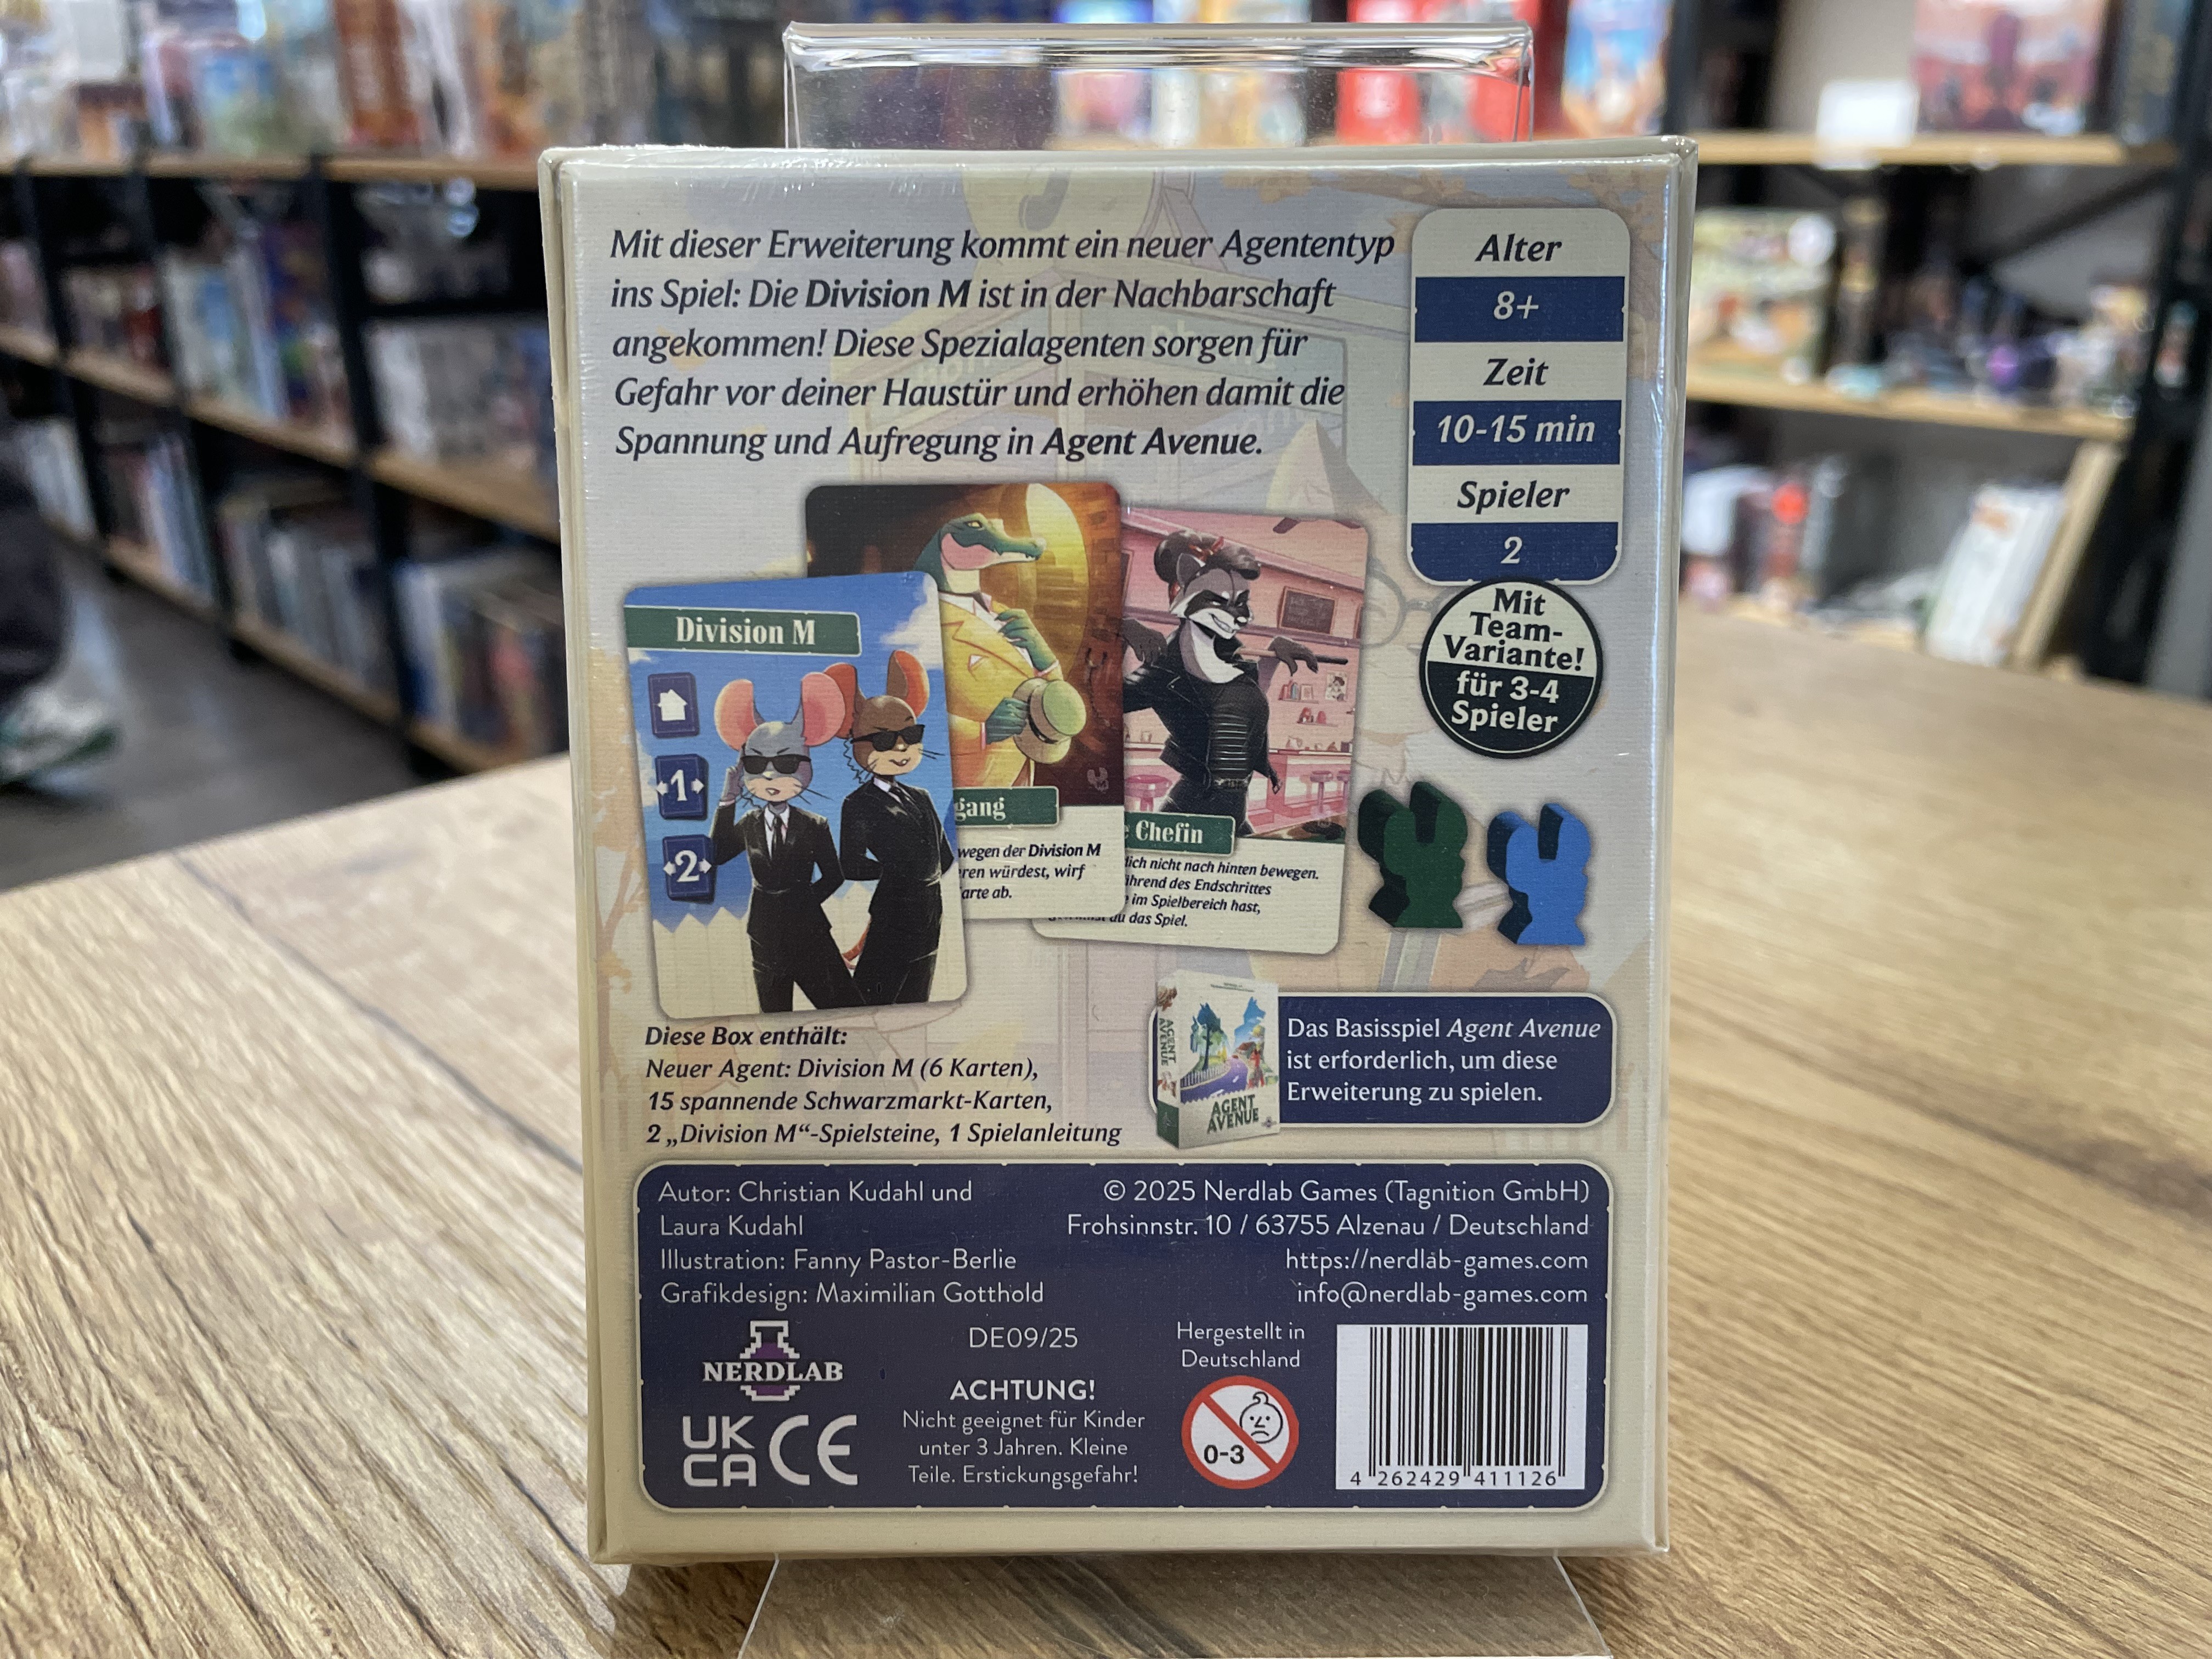 Mit dieser Erweiterung kommt ein neuer Agententyp
ins Spiel: Die Division M ist in der Nachbarschaft
angekommen! Diese Spezialagenten sorgen für
Gefahr vor deiner Haustür und erhöhen damit die
Spannung und Aufregung in Agent Avenue.
Alter
8+
Zeit
10-15 min
Spieler
2
Mit
Team-
Variante!
für 3-4
Spieler
Division M
1
2
gang
wegen der Division M
ren würdest, wirf
arte ab.
Chefin
dich nicht nach hinten bewegen.
ährend des Endschrittes
im Spielbereich hast,
du das Spiel.
Diese Box enthält:
Neuer Agent: Division M (6 Karten),
15 spannende Schwarzmarkt-Karten,
2 „Division M“-Spielsteine, 1 Spielanleitung
AGENT AVENUE
AGENT
AVENUE
Das Basisspiel Agent Avenue
ist erforderlich, um diese
Erweiterung zu spielen.
Autor: Christian Kudahl und
Laura Kudahl
Illustration: Fanny Pastor-Berlie
Grafikdesign: Maximilian Gotthold
© 2025 Nerdlab Games (Tagnition GmbH)
Frohsinnstr. 10 / 63755 Alzenau / Deutschland
https://nerdlab-games.com
info@nerdlab-games.com
NERDLAB
UK
CA CE
DE09/25
ACHTUNG!
Nicht geeignet für Kinder
unter 3 Jahren. Kleine
Teile. Erstickungsgefahr!
Hergestellt in
Deutschland
0-3
4 262429 411126